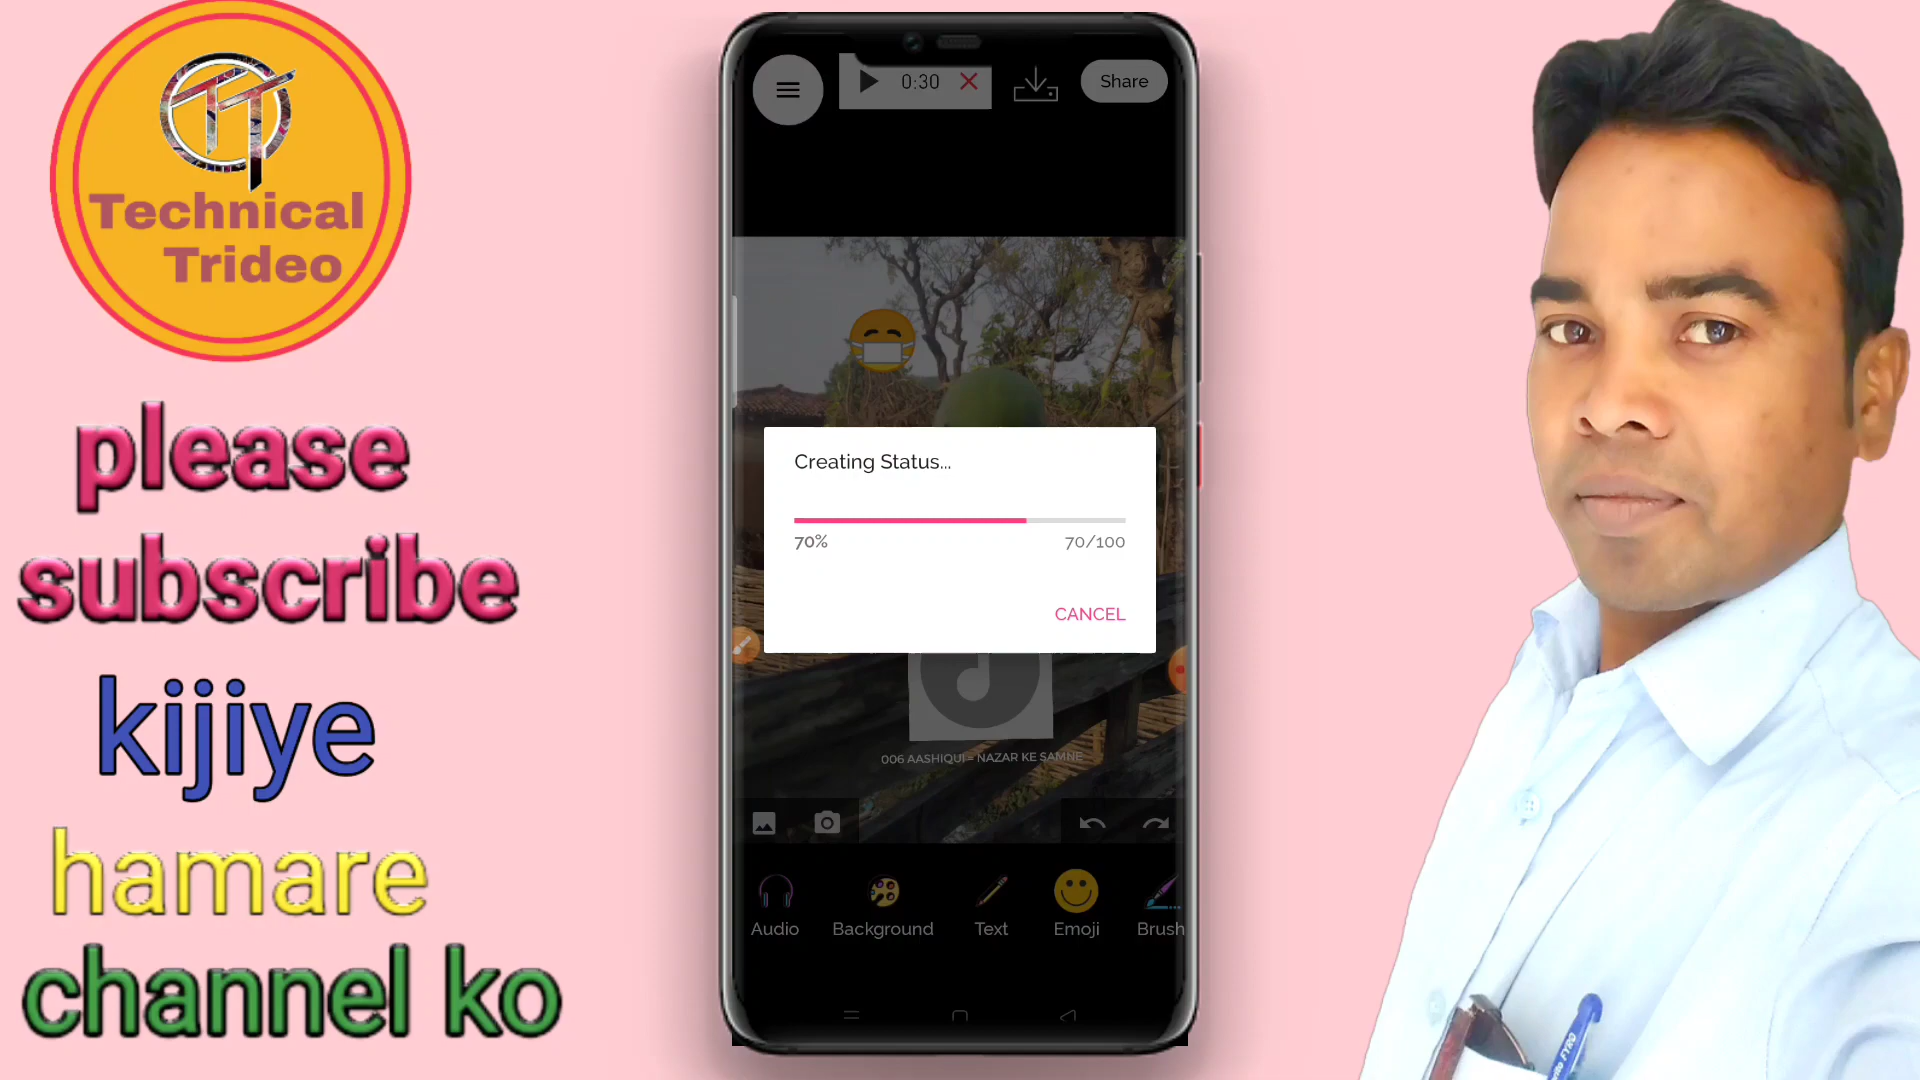 TT
Technical
Trideo
please
subscribe
kijiye
hamare
channel ko
0:30
Share
Creating Status...
70%
70/100
CANCEL
006 AASHIQUI = NAZAR KE SAMNE
Audio
Background
Text
Emoji
Brush